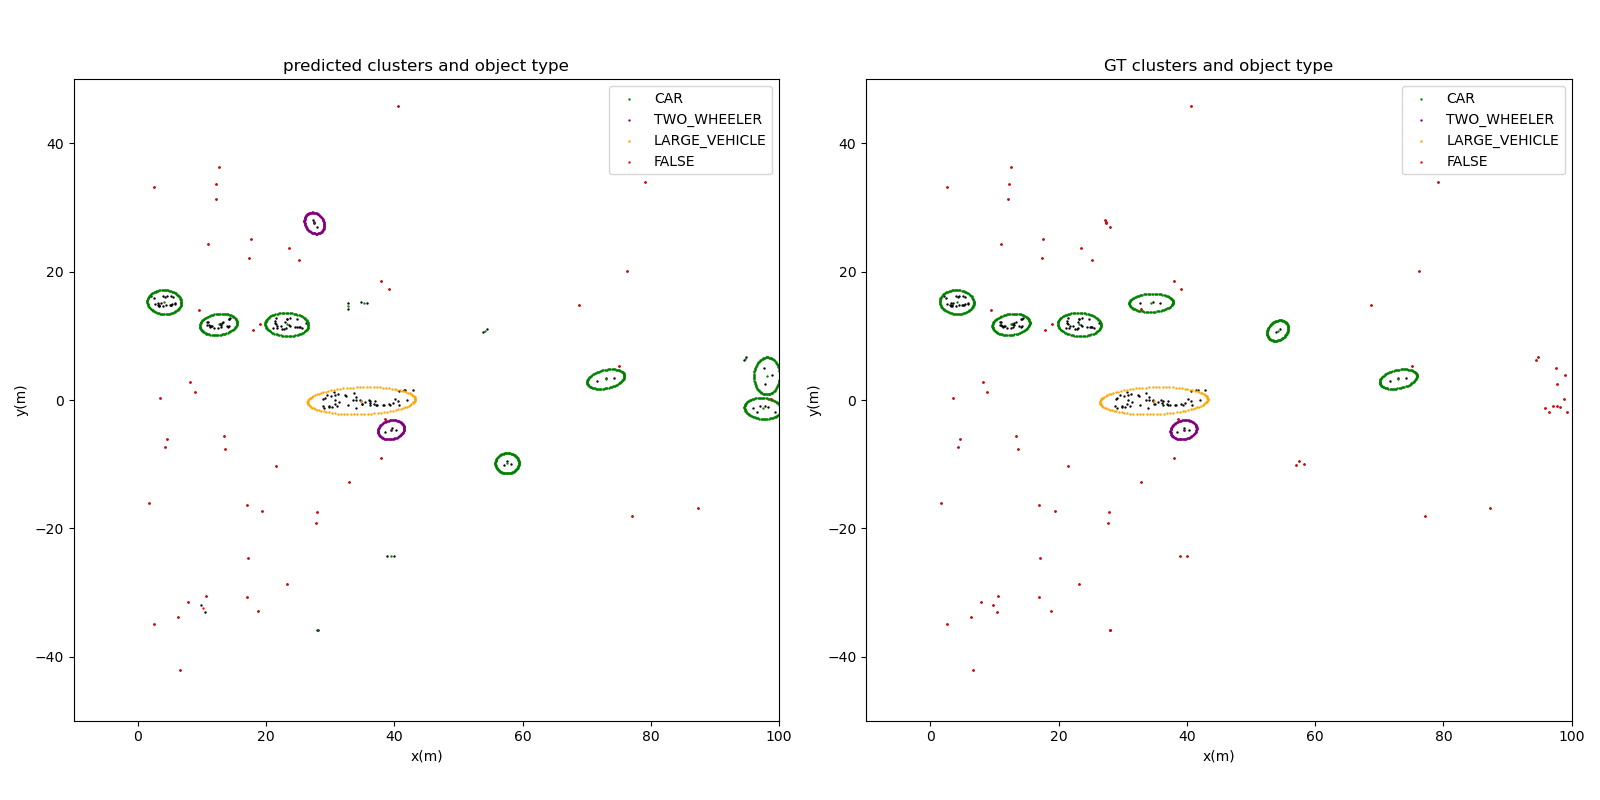 predicted clusters and object type
CAR
TWO_WHEELER
LARGE_VEHICLE
FALSE
40
20
0
−20
−40
y(m)
0
20
40
60
80
100
x(m)
GT clusters and object type
CAR
TWO_WHEELER
LARGE_VEHICLE
FALSE
40
20
0
−20
−40
y(m)
0
20
40
60
80
100
x(m)